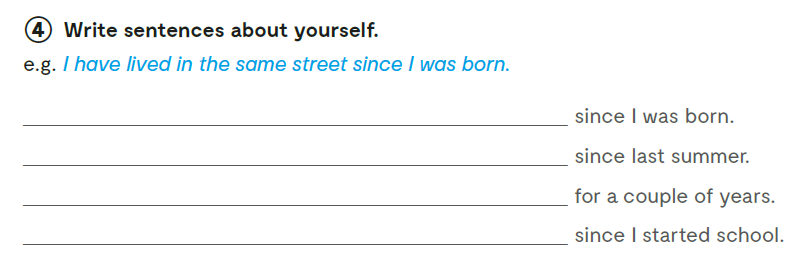 4 Write sentences about yourself.
e.g. I have lived in the same street since I was born.
since I was born.
since last summer.
for a couple of years.
since I started school.